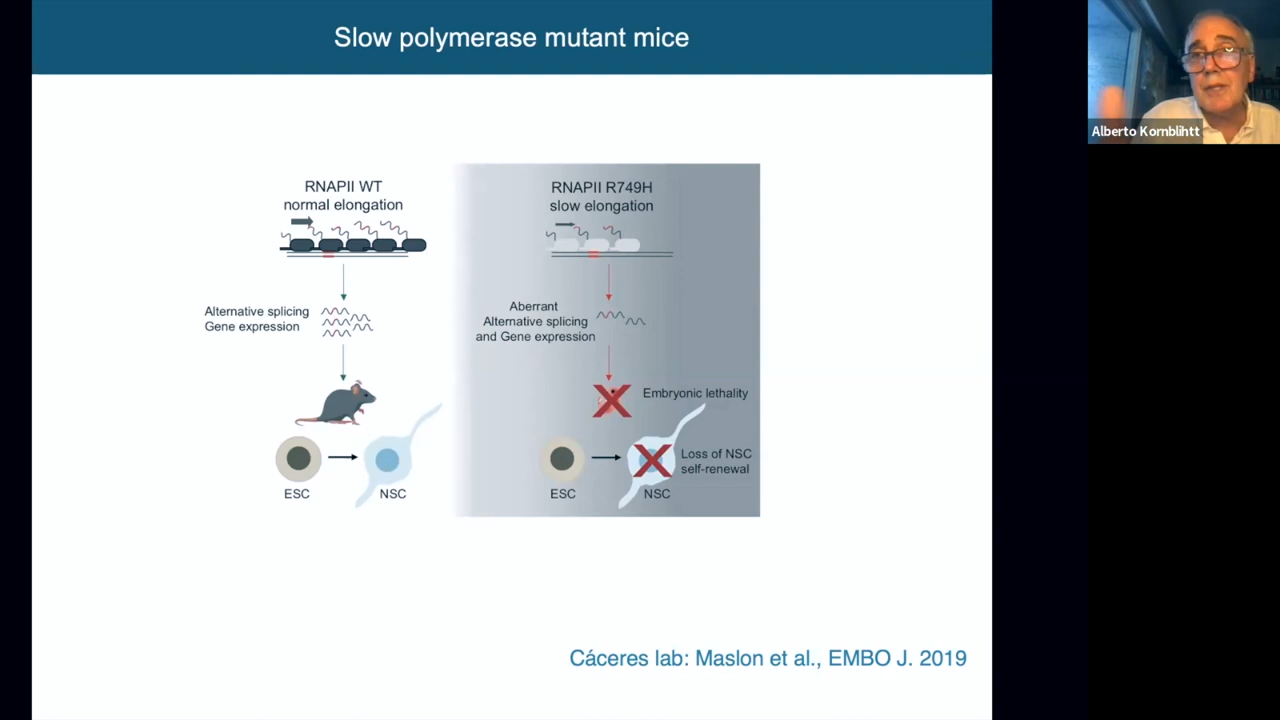 Slow polymerase mutant mice
Alberto Kornblihtt
RNAPII WT
normal elongation
Alternative splicing
Gene expression
ESC
NSC
RNAPII R749H
slow elongation
Aberrant
Alternative splicing
and Gene expression
Embryonic lethality
Loss of NSC
self-renewal
ESC
NSC
Cáceres lab: Maslon et al., EMBO J. 2019